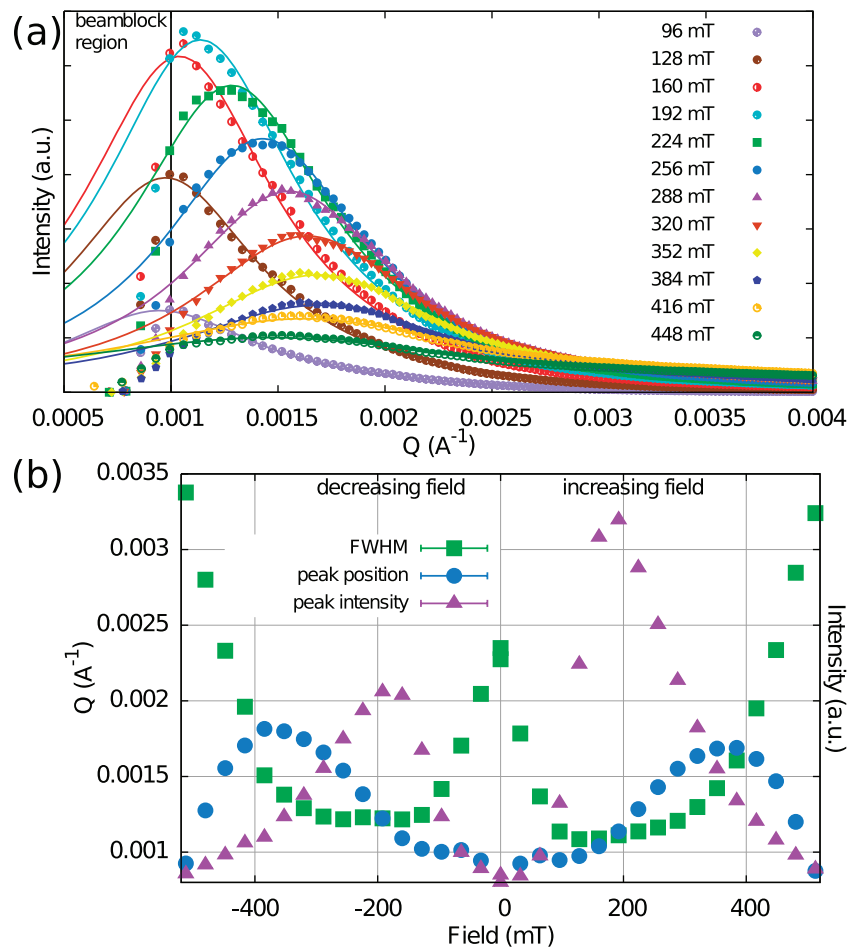 (a)
beamblock
region
96 mT
128 mT
160 mT
192 mT
224 mT
256 mT
288 mT
320 mT
352 mT
384 mT
416 mT
448 mT
Intensity (a.u.)
0.0005 0.001 0.0015 0.002 0.0025 0.003 0.0035 0.004
Q (A⁻¹)
(b)
decreasing field increasing field
FWHM
peak position
peak intensity
0.0035
0.003
0.0025
0.002
0.0015
0.001
Q (A⁻¹)
Intensity (a.u.)
-400 -200 0 200 400
Field (mT)